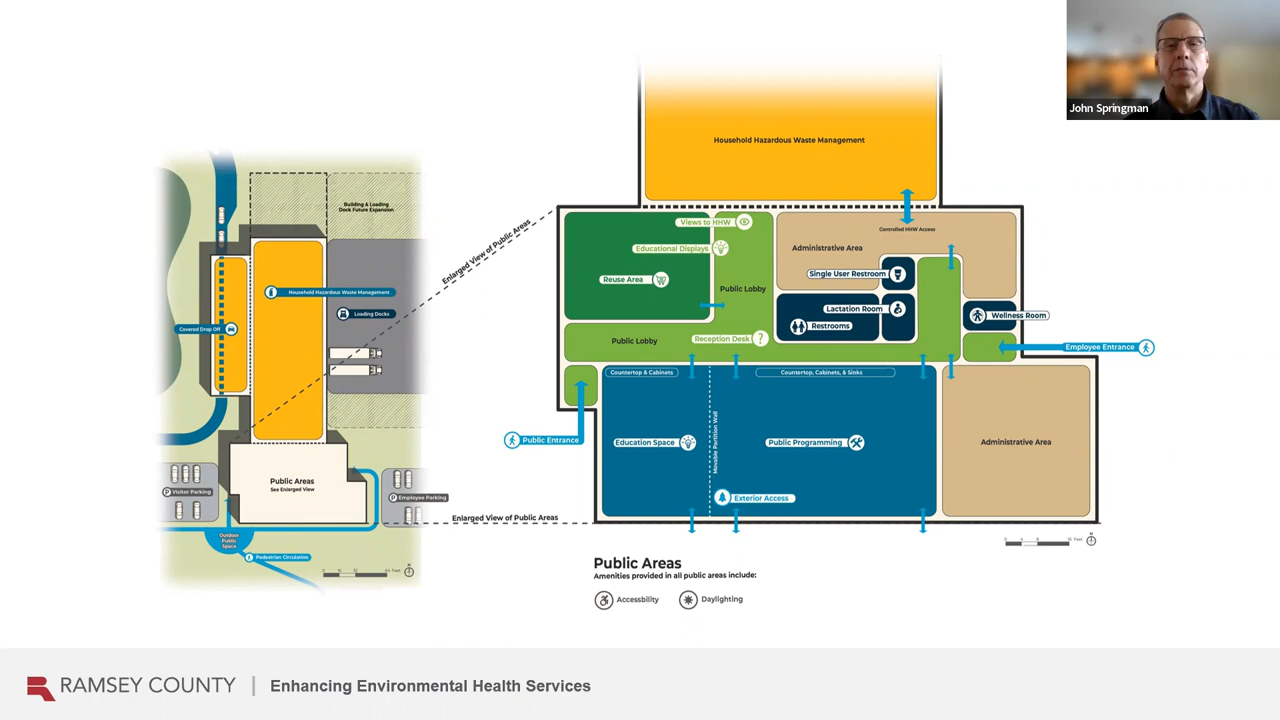 John Springman
Building & Loading
Dock Future Expansion
Household Hazardous Waste Management
Loading Docks
Covered Drop Off
Public Areas
See Enlarged View
Visitor Parking
Employee Parking
Outdoor
Public
Space
Pedestrian Circulation
Enlarged View of Public Areas
Enlarged View of Public Areas
Household Hazardous Waste Management
Views to HHW
Educational Displays
Reuse Area
Public Lobby
Administrative Area
Controlled HHW Access
Single User Restroom
Lactation Room
Restrooms
Wellness Room
Employee Entrance
Public Lobby
Reception Desk
Countertop & Cabinets
Countertop, Cabinets, & Sinks
Public Entrance
Education Space
Movable Partition Wall
Public Programming
Administrative Area
Exterior Access
Public Areas
Amenities provided in all public areas include:
Accessbility
Daylighting
RAMSEY COUNTY | Enhancing Environmental Health Services